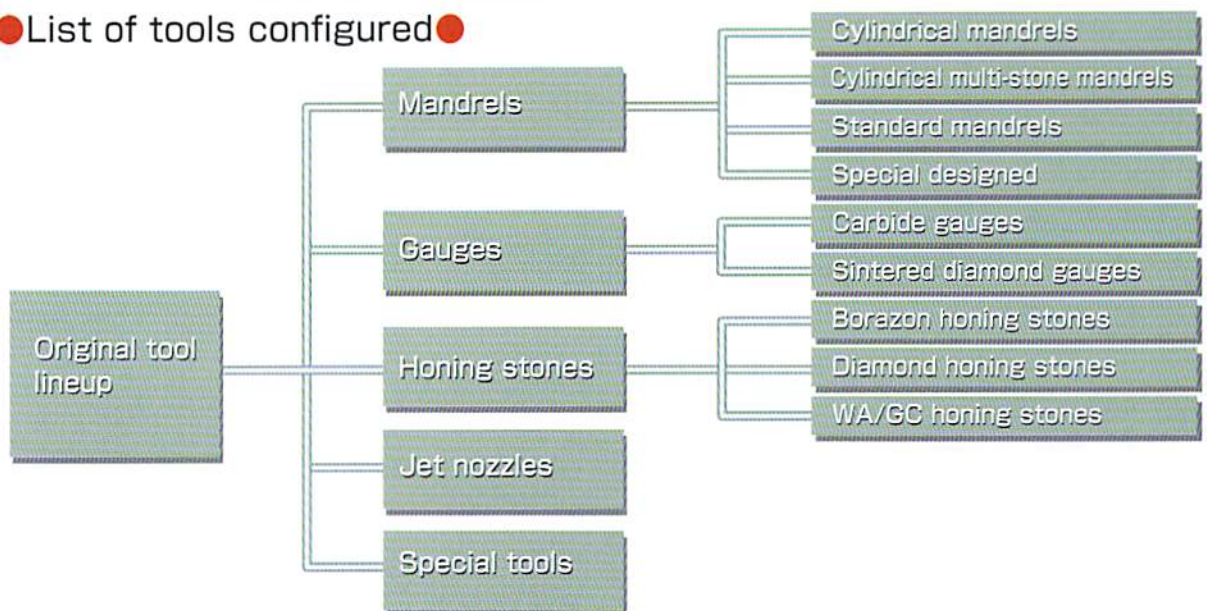 ●List of tools configured●
Original tool
lineup
Mandrels
Cylindrical mandrels
Cylindrical multi-stone mandrels
Standard mandrels
Special designed
Gauges
Carbide gauges
Sintered diamond gauges
Honing stones
Borazon honing stones
Diamond honing stones
WA/GC honing stones
Jet nozzles
Special tools